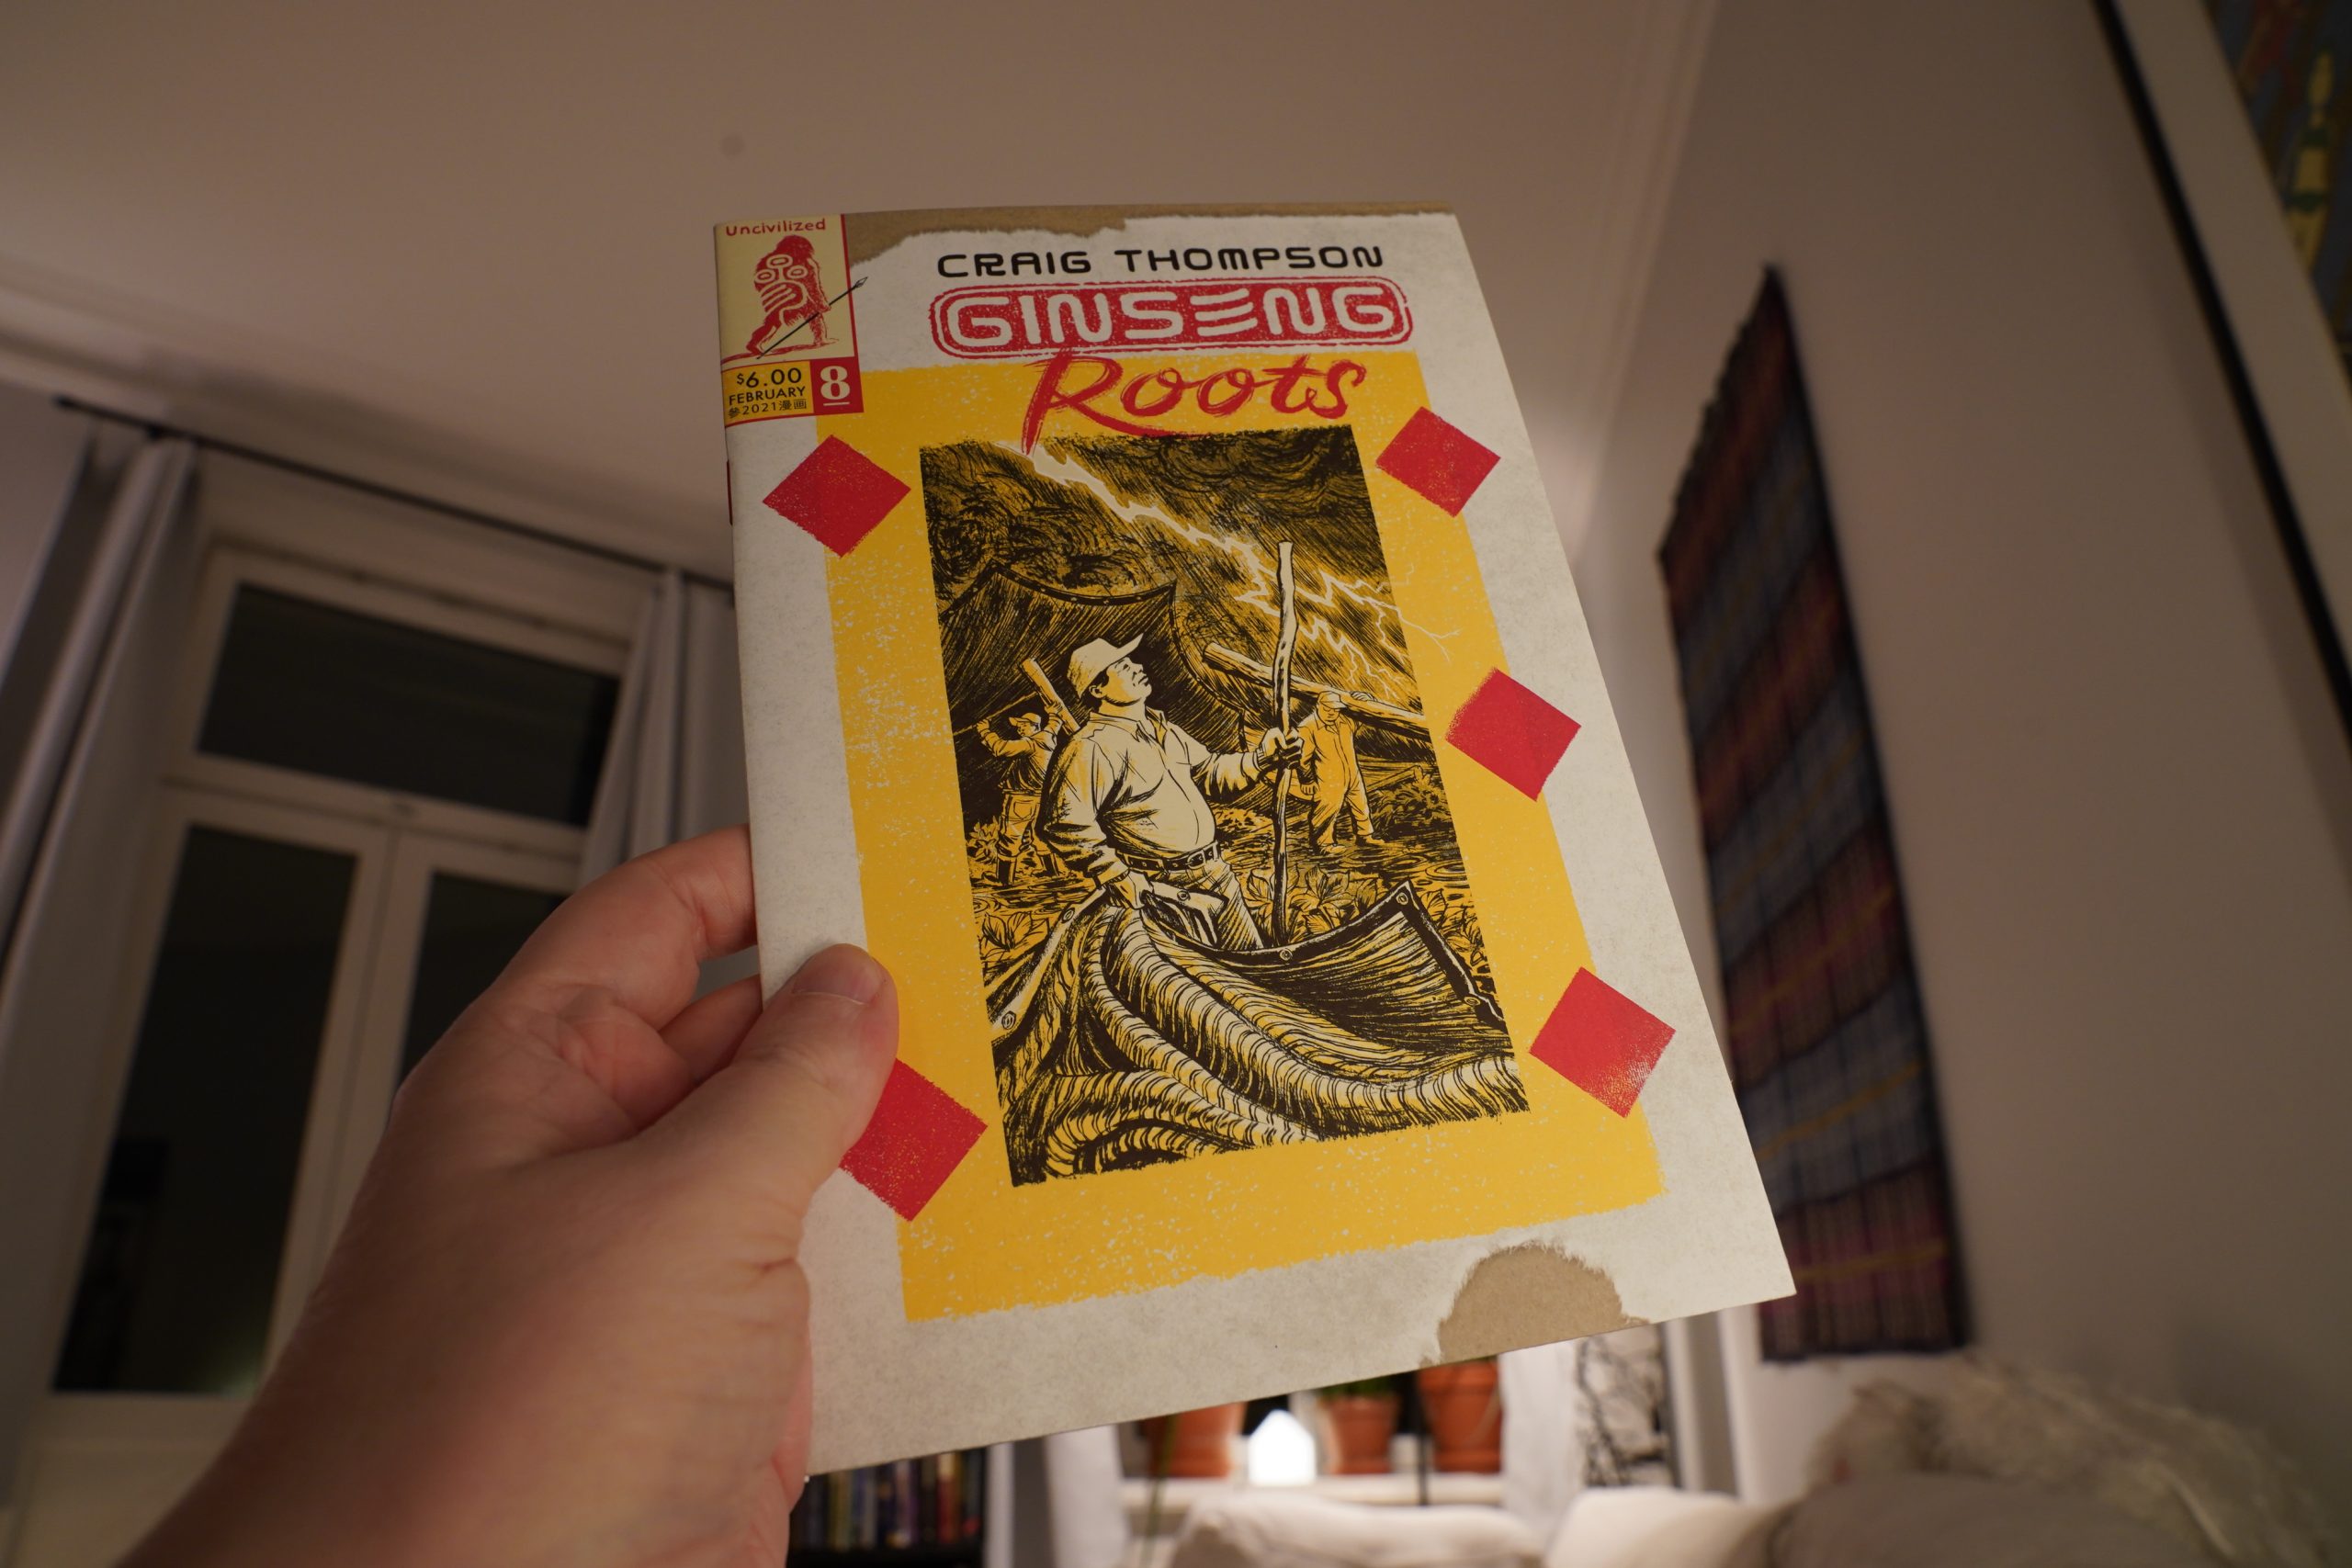 Uncivilized
CRAIG THOMPSON
GINSENG
Roots
$6.00
FEBRUARY
參2021漫画
8